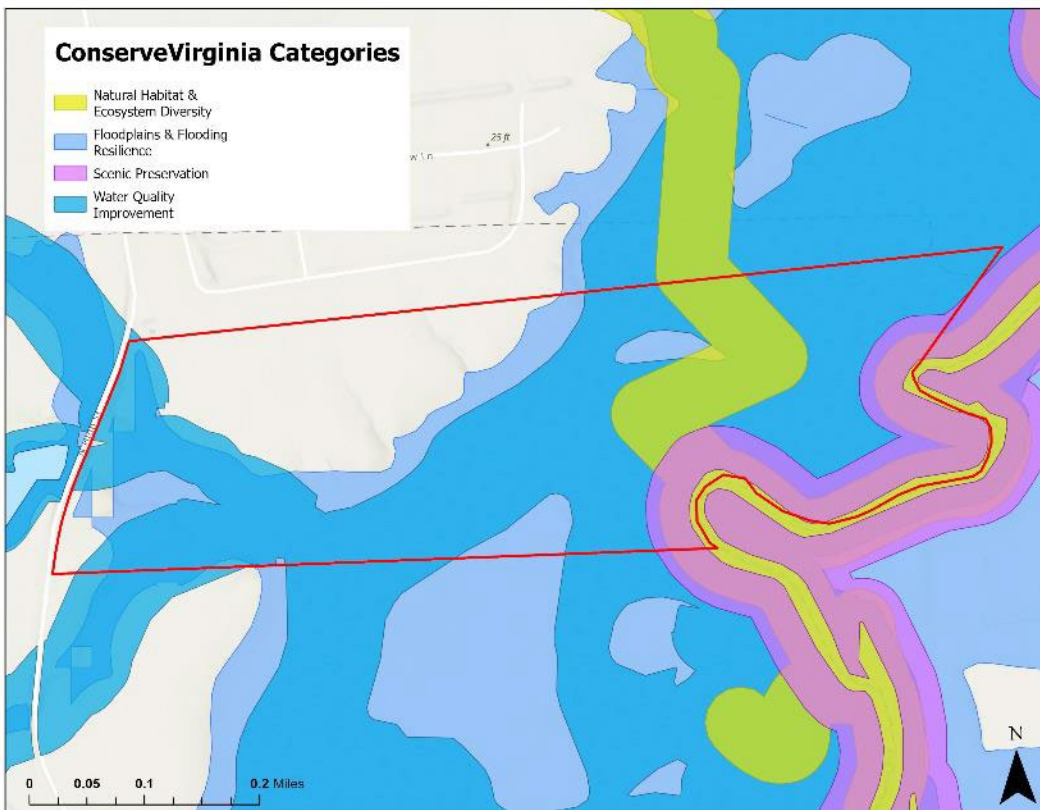 ConserveVirginia Categories
Natural Habitat &
Ecosystem Diversity
Floodplains & Flooding
Resilience
Scenic Preservation
Water Quality
Improvement
25 ft
w Ln
N
0 0.05 0.1 0.2 Miles